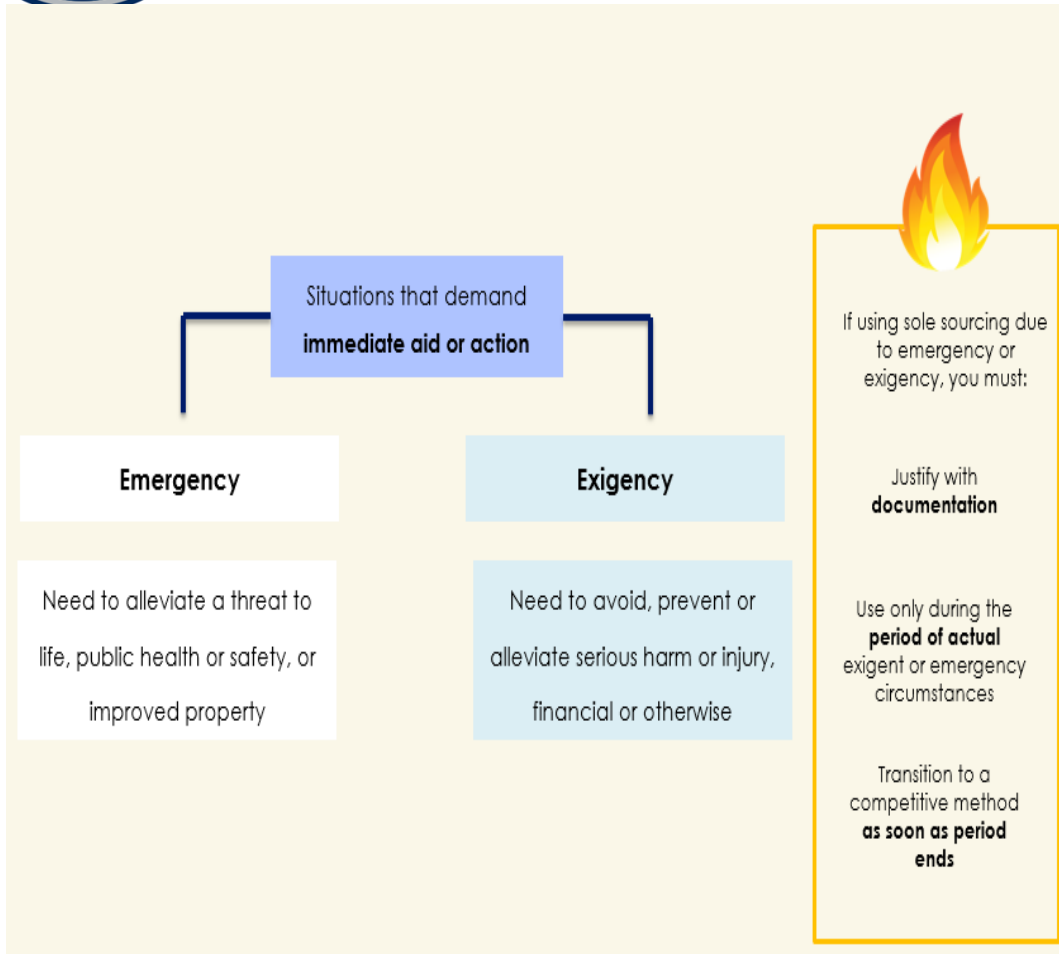 Situations that demand
immediate aid or action
Emergency
Need to alleviate a threat to
life, public health or safety, or
improved property
Exigency
Need to avoid, prevent or
alleviate serious harm or injury,
financial or otherwise
If using sole sourcing due
to emergency or
exigency, you must:
Justify with
documentation
Use only during the
period of actual
exigent or emergency
circumstances
Transition to a
competitive method
as soon as period
ends